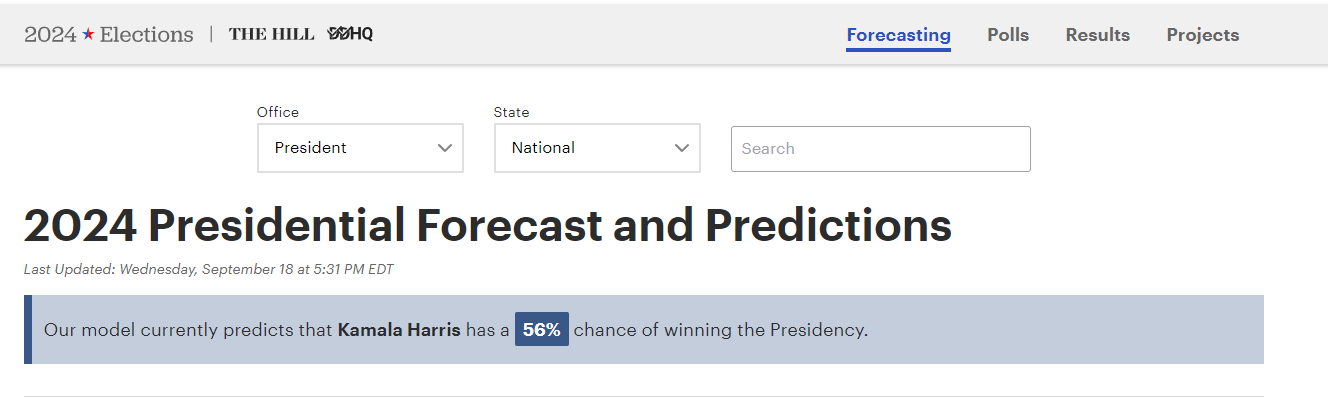 2024 ★ Elections | THE HILL DDHQ
Forecasting Polls Results Projects
Office State
President National Search
2024 Presidential Forecast and Predictions
Last Updated: Wednesday, September 18 at 5:31 PM EDT
Our model currently predicts that Kamala Harris has a 56% chance of winning the Presidency.